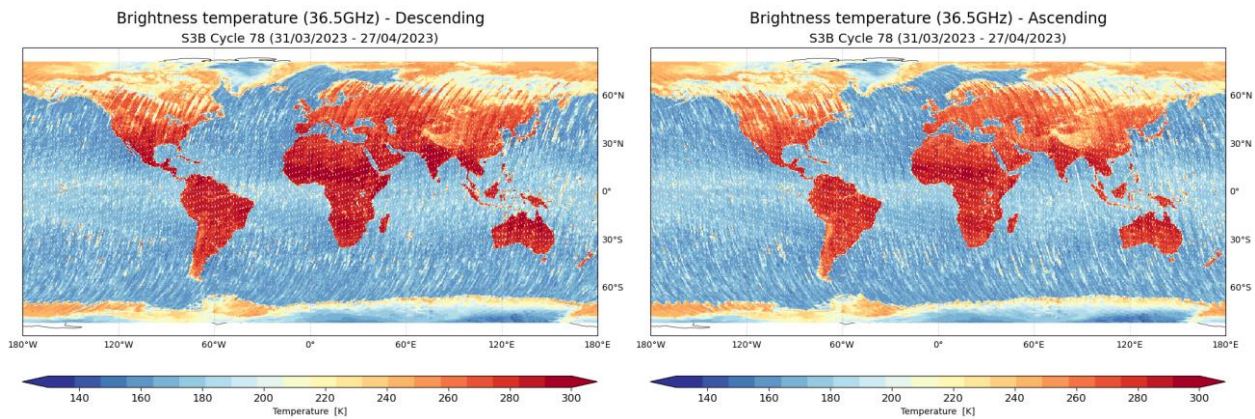 Brightness temperature (36.5GHz) - Descending
S3B Cycle 78 (31/03/2023 - 27/04/2023)
60°N
30°N
0°
30°S
60°S
180°W 120°W 60°W 0° 60°E 120°E 180°E
140 160 180 200 220 240 260 280 300
Temperature [K]
Brightness temperature (36.5GHz) - Ascending
S3B Cycle 78 (31/03/2023 - 27/04/2023)
60°N
30°N
0°
30°S
60°S
180°W 120°W 60°W 0° 60°E 120°E 180°E
140 160 180 200 220 240 260 280 300
Temperature [K]